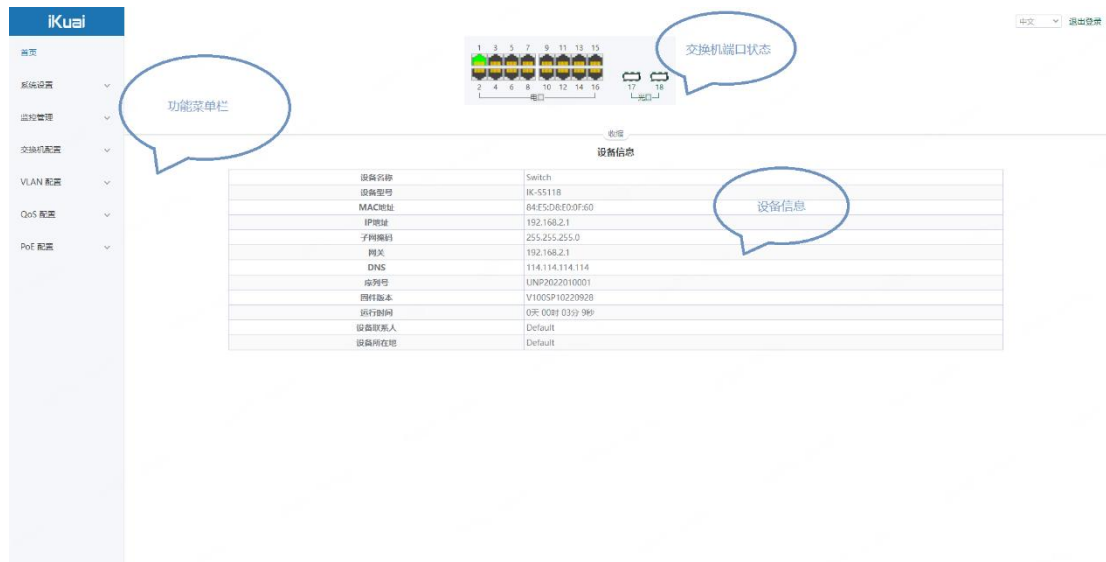 iKuai
中文 退出登录
首页
系统设置
监控管理
交换机配置
VLAN 配置
QoS 配置
PoE 配置
功能菜单栏
1 3 5 7 9 11 13 15
2 4 6 8 10 12 14 16 17 18
电口 光口
交换机端口状态
收缩
设备信息
设备名称 Switch
设备型号 IK-S5118
MAC地址 84:E5:D8:E0:0F:60
IP地址 192.168.2.1
子网掩码 255.255.255.0
网关 192.168.2.1
DNS 114.114.114.114
序列号 UNP2022010001
固件版本 V100SP10220928
运行时间 0天 00时 03分 9秒
设备联系人 Default
设备所在地 Default
设备信息